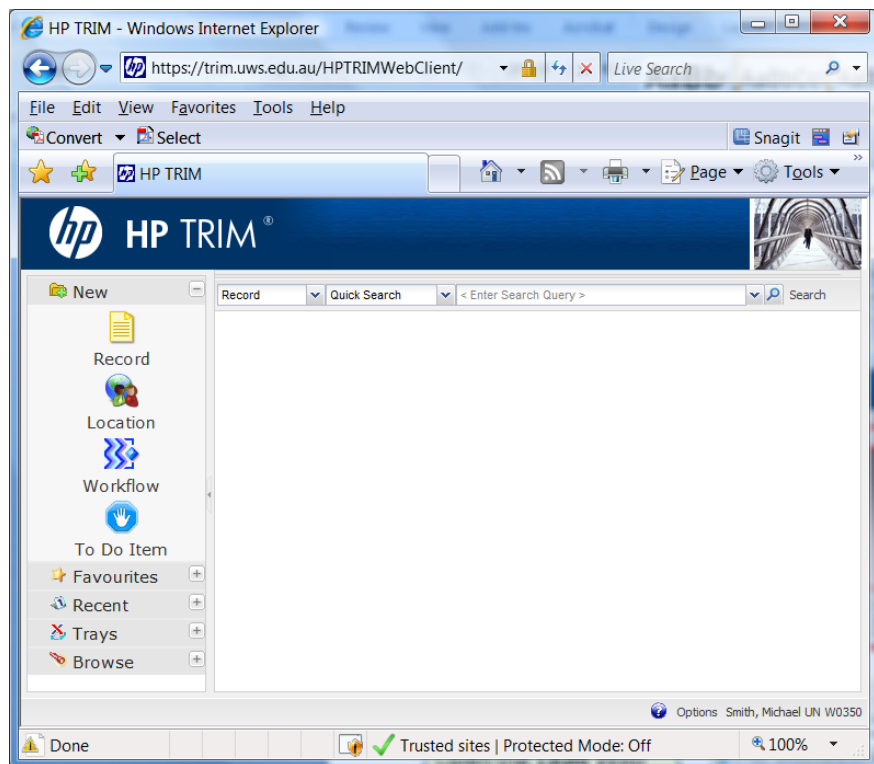 HP TRIM - Windows Internet Explorer
https://trim.uws.edu.au/HPTRIMWebClient/ Live Search
File Edit View Favorites Tools Help
Convert Select Snagit
HP TRIM Page Tools
hp HP TRIM ®
New
Record Quick Search < Enter Search Query > Search
Record
Location
Workflow
To Do Item
Favourites
Recent
Trays
Browse
Options Smith, Michael UN W0350
Done Trusted sites | Protected Mode: Off 100%